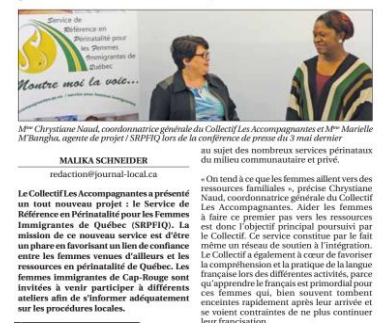 Service de
Référence en
Périnatalité pour
les Femmes
Immigrantes de
Québec
Montre moi la voie...
Mme Chrystiane Naud, coordonnatrice générale du Collectif Les Accompagnantes et Mme Marielle
M'Bangha, agente de projet / SRPFIQ lors de la conférence de presse du 3 mai dernier
MALIKA SCHNEIDER
redaction@journal-local.ca
Le Collectif Les Accompagnantes a présenté
un tout nouveau projet : le Service de
Référence en Périnatalité pour les Femmes
Immigrantes de Québec (SRPFIQ). La
mission de ce nouveau service est d'être
un phare en favorisant un lien de confiance
entre les femmes venues d'ailleurs et les
ressources en périnatalité de Québec. Les
femmes immigrantes de Cap-Rouge sont
invitées à venir participer à différents
ateliers afin de s'informer adéquatement
sur les procédures locales.
au sujet des nombreux services périnataux
du milieu communautaire et privé.
« On tend à ce que les femmes aillent vers des
ressources familiales », précise Chrystiane
Naud, coordonnatrice générale du Collectif
Les Accompagnantes. Aider les femmes
à faire ce premier pas vers les ressources
est donc l'objectif principal poursuivi par
le Collectif. Ce service constitue par le fait
même un réseau de soutien à l'intégration.
Le Collectif a également à cœur de favoriser
la compréhension et la pratique de la langue
française lors des différentes activités, parce
qu'apprendre le français est primordial pour
ces femmes qui, bien souvent tombent
enceintes rapidement après leur arrivée et
se voient contraintes de ne plus continuer
leur francisation.